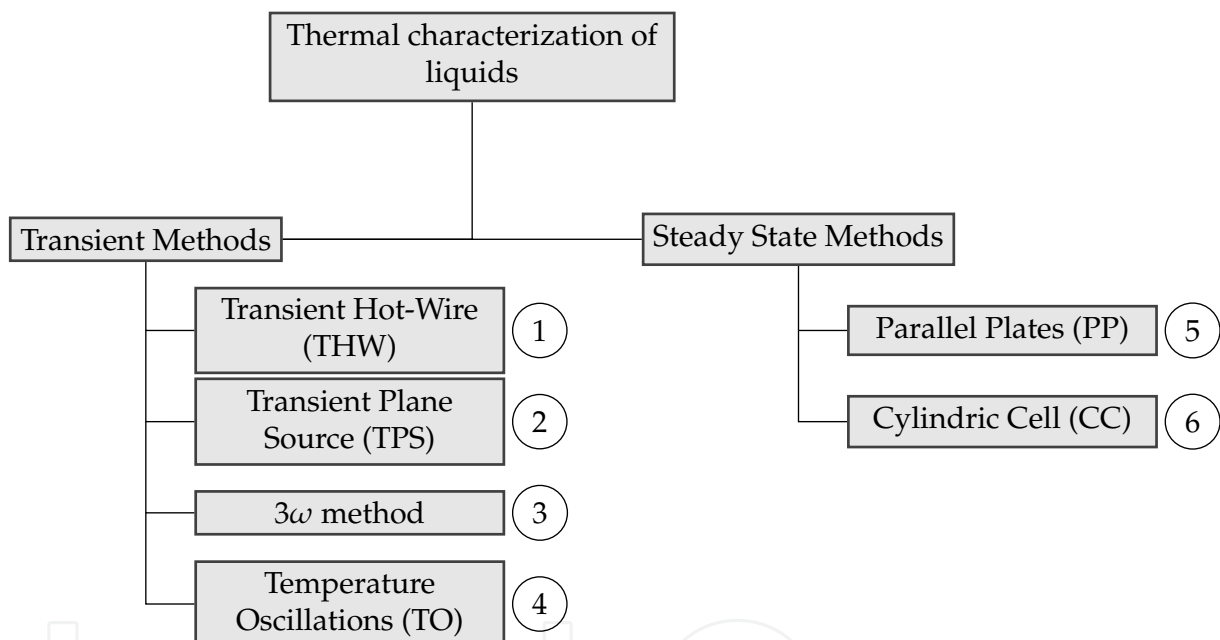 Thermal characterization of
liquids
Transient Methods
Steady State Methods
Transient Hot-Wire
(THW)
1
Transient Plane
Source (TPS)
2
3ω method
3
Temperature
Oscillations (TO)
4
Parallel Plates (PP)
5
Cylindric Cell (CC)
6